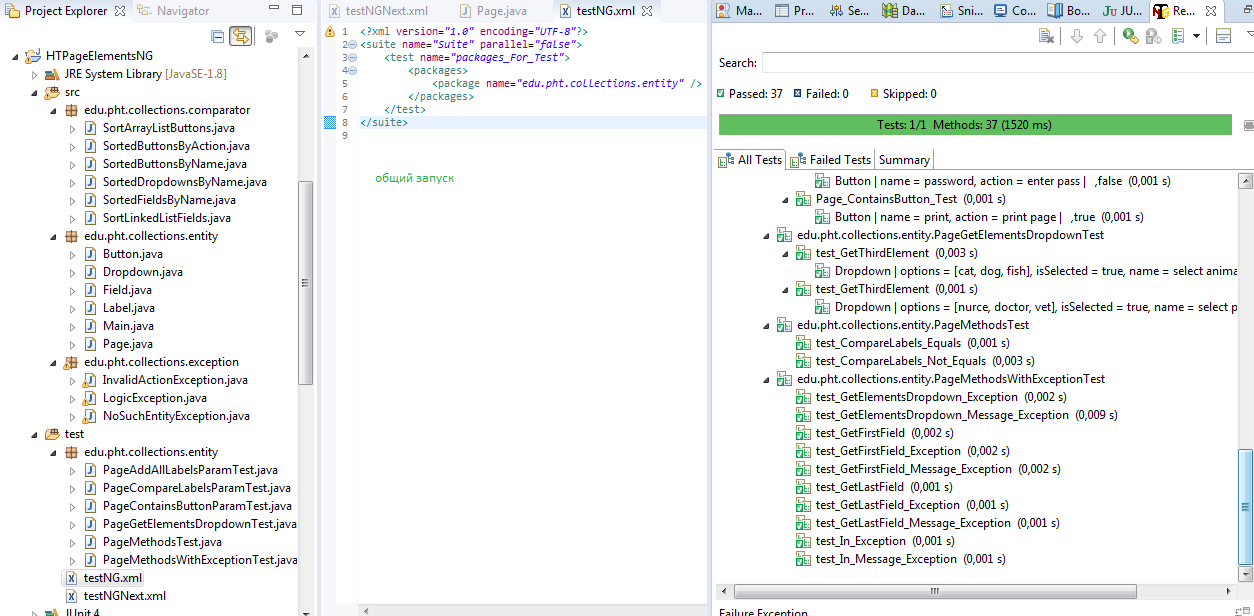 Project Explorer
Navigator
HTPageElementsNG
JRE System Library [JavaSE-1.8]
src
edu.pht.collections.comparator
SortArrayListButtons.java
SortedButtonsByAction.java
SortedButtonsByName.java
SortedDropdownsByName.java
SortedFieldsByName.java
SortLinkedListFields.java
edu.pht.collections.entity
Button.java
Dropdown.java
Field.java
Label.java
Main.java
Page.java
edu.pht.collections.exception
InvalidActionException.java
LogicException.java
NoSuchEntityException.java
test
edu.pht.collections.entity
PageAddAllLabelsParamTest.java
PageCompareLabelsParamTest.java
PageContainsButtonParamTest.java
PageGetElementsDropdownTest.java
PageMethodsTest.java
PageMethodsWithExceptionTest.java
testNG.xml
testNGNext.xml
JUnit 4
testNGNext.xml
Page.java
testNG.xml
1 <?xml version="1.0" encoding="UTF-8"?>
2 <suite name="Suite" parallel="false">
3 <test name="packages_For_Test">
4 <packages>
5 <package name="edu.pht.collections.entity" />
6 </packages>
7 </test>
8 </suite>
9
общий запуск
Ma...
Pr...
Se...
Da...
Sni...
Co...
Bo...
JU JU...
Re...
Search:
Passed: 37 Failed: 0 Skipped: 0
Tests: 1/1 Methods: 37 (1520 ms)
All Tests
Failed Tests
Summary
Button | name = password, action = enter pass | ,false (0,001 s)
Page_ContainsButton_Test (0,001 s)
Button | name = print, action = print page | ,true (0,001 s)
edu.pht.collections.entity.PageGetElementsDropdownTest
test_GetThirdElement (0,003 s)
Dropdown | options = [cat, dog, fish], isSelected = true, name = select anima
test_GetThirdElement (0,001 s)
Dropdown | options = [nurce, doctor, vet], isSelected = true, name = select p
edu.pht.collections.entity.PageMethodsTest
test_CompareLabels_Equals (0,001 s)
test_CompareLabels_Not_Equals (0,003 s)
edu.pht.collections.entity.PageMethodsWithExceptionTest
test_GetElementsDropdown_Exception (0,002 s)
test_GetElementsDropdown_Message_Exception (0,009 s)
test_GetFirstField (0,002 s)
test_GetFirstField_Exception (0,002 s)
test_GetFirstField_Message_Exception (0,002 s)
test_GetLastField (0,001 s)
test_GetLastField_Exception (0,001 s)
test_GetLastField_Message_Exception (0,001 s)
test_In_Exception (0,001 s)
test_In_Message_Exception (0,001 s)
Failure Exception